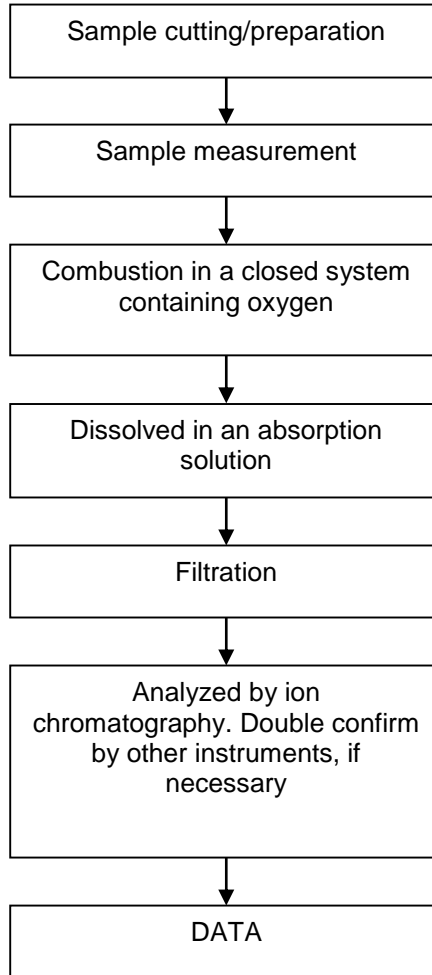 Sample cutting/preparation
Sample measurement
Combustion in a closed system
containing oxygen
Dissolved in an absorption
solution
Filtration
Analyzed by ion
chromatography. Double confirm
by other instruments, if
necessary
DATA